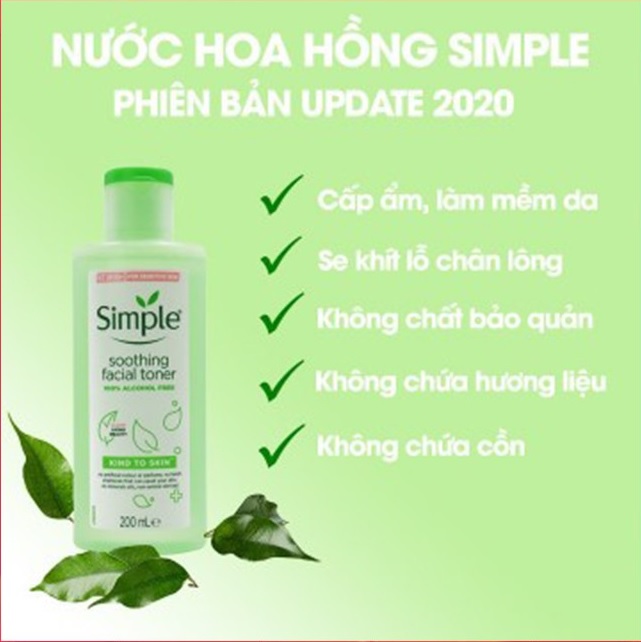 NƯỚC HOA HỒNG SIMPLE
PHIÊN BẢN UPDATE 2020
Cấp ẩm, làm mềm da
Se khít lỗ chân lông
Không chất bảo quản
Không chứa hương liệu
Không chứa cồn
Simple®
soothing
facial toner
100% ALCOHOL FREE
KIND TO SKIN™
200 mL e